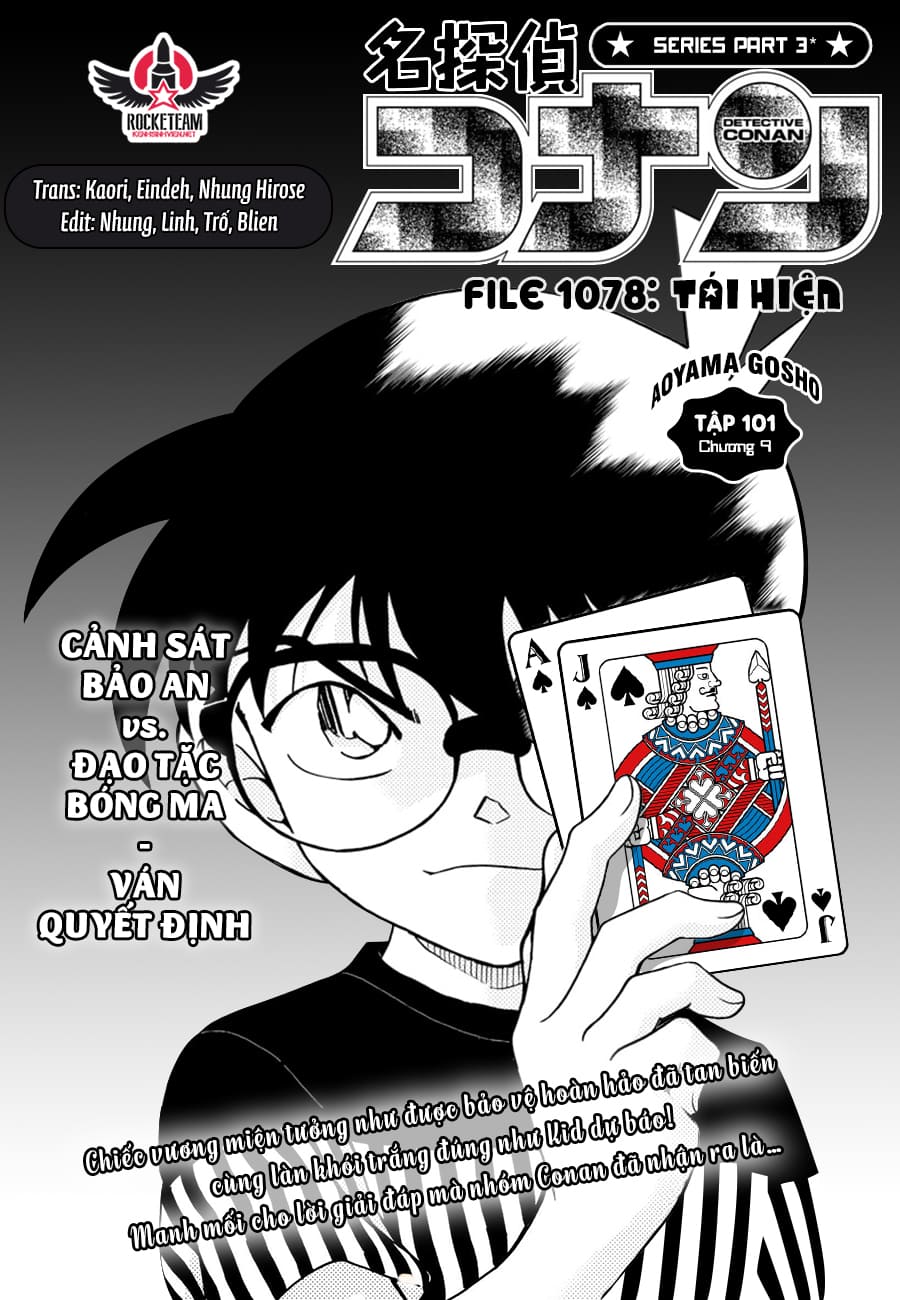 名探偵
★ SERIES PART 3* ★
コナン
DETECTIVE
CONAN
ROCKETEAM
KENHSINHVIEN.NET
Trans: Kaori, Eindeh, Nhung Hirose
Edit: Nhung, Linh, Trố, Blien
FILE 1078: TÁI HIỆN
AOYAMA GOSHO
TẬP 101
Chương 9
A
J
CẢNH SÁT
BẢO AN
vs.
ĐẠO TẶC
BÓNG MA
-
VÁN
QUYẾT ĐỊNH
J
Chiếc vương miện tưởng như được bảo vệ hoàn hảo đã tan biến
cùng làn khói trắng đúng như Kid dự báo!
Manh mối cho lời giải đáp mà nhóm Conan đã nhận ra là...